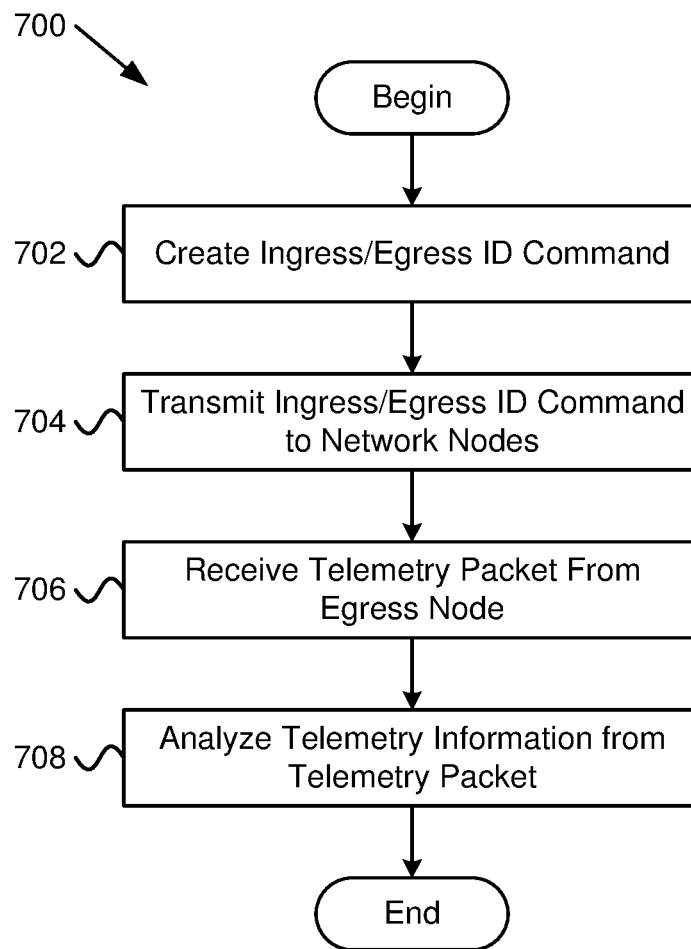 700
Begin
702
Create Ingress/Egress ID Command
704
Transmit Ingress/Egress ID Command
to Network Nodes
706
Receive Telemetry Packet From
Egress Node
708
Analyze Telemetry Information from
Telemetry Packet
End